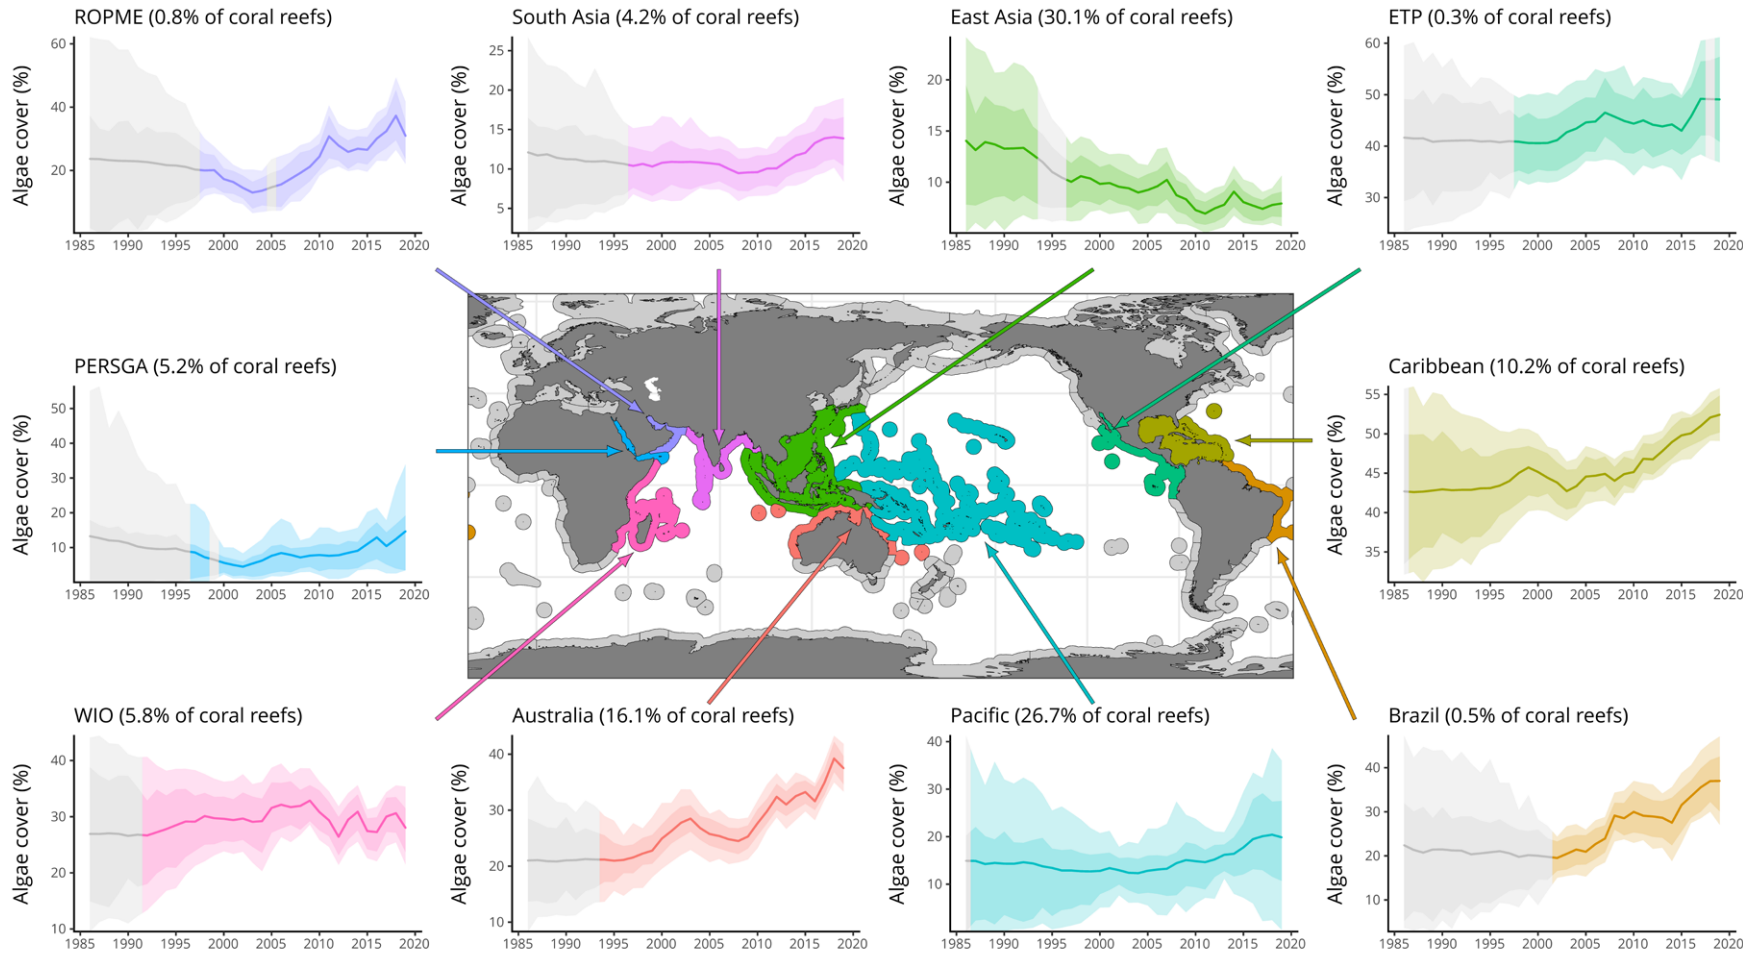 ROPME (0.8% of coral reefs)
Algae cover (%)
60
40
20
1985 1990 1995 2000 2005 2010 2015 2020
South Asia (4.2% of coral reefs)
Algae cover (%)
25
20
15
10
5
1985 1990 1995 2000 2005 2010 2015 2020
East Asia (30.1% of coral reefs)
Algae cover (%)
20
15
10
1985 1990 1995 2000 2005 2010 2015 2020
ETP (0.3% of coral reefs)
Algae cover (%)
60
50
40
30
1985 1990 1995 2000 2005 2010 2015 2020
PERSGA (5.2% of coral reefs)
Algae cover (%)
50
40
30
20
10
1985 1990 1995 2000 2005 2010 2015 2020
Caribbean (10.2% of coral reefs)
Algae cover (%)
55
50
45
40
35
1985 1990 1995 2000 2005 2010 2015 2020
WIO (5.8% of coral reefs)
Algae cover (%)
40
30
20
10
1985 1990 1995 2000 2005 2010 2015 2020
Australia (16.1% of coral reefs)
Algae cover (%)
40
30
20
10
1985 1990 1995 2000 2005 2010 2015 2020
Pacific (26.7% of coral reefs)
Algae cover (%)
40
30
20
10
1985 1990 1995 2000 2005 2010 2015 2020
Brazil (0.5% of coral reefs)
Algae cover (%)
40
30
20
10
1985 1990 1995 2000 2005 2010 2015 2020